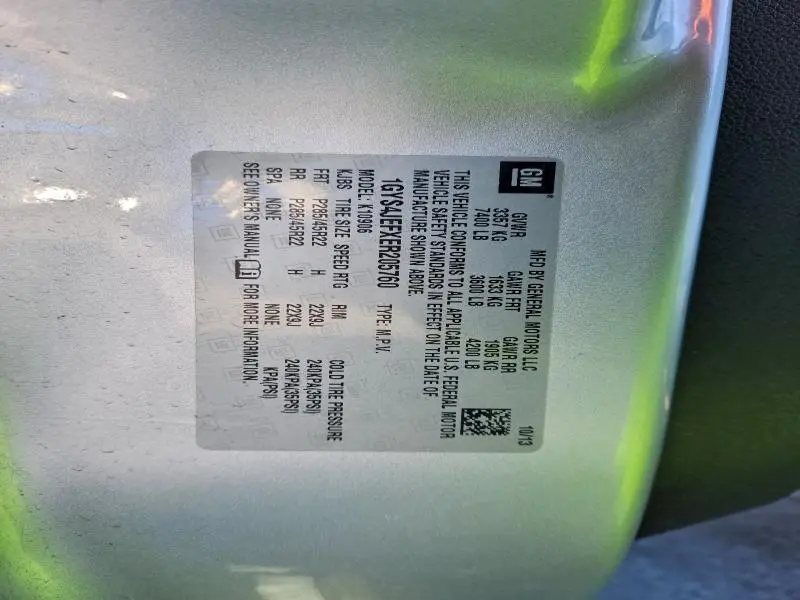 GM
MFD BY GENERAL MOTORS LLC 10/13
GVWR GAWR FRT GAWR RR
3357 KG 1633 KG 1905 KG
7400 LB 3600 LB 4200 LB
THIS VEHICLE CONFORMS TO ALL APPLICABLE U.S. FEDERAL MOTOR
VEHICLE SAFETY STANDARDS IN EFFECT ON THE DATE OF
MANUFACTURE SHOWN ABOVE.
1GYS4JEFXER205760 TYPE: M.P.V.
MODEL: K10906
KJBS TIRE SIZE SPEED RTG RIM COLD TIRE PRESSURE
FRT P285/45R22 H 22X9J 240KPA(35PSI)
RR P285/45R22 H 22X9J 240KPA(35PSI)
SPA NONE NONE KPA(PSI)
SEE OWNER'S MANUAL FOR MORE INFORMATION.